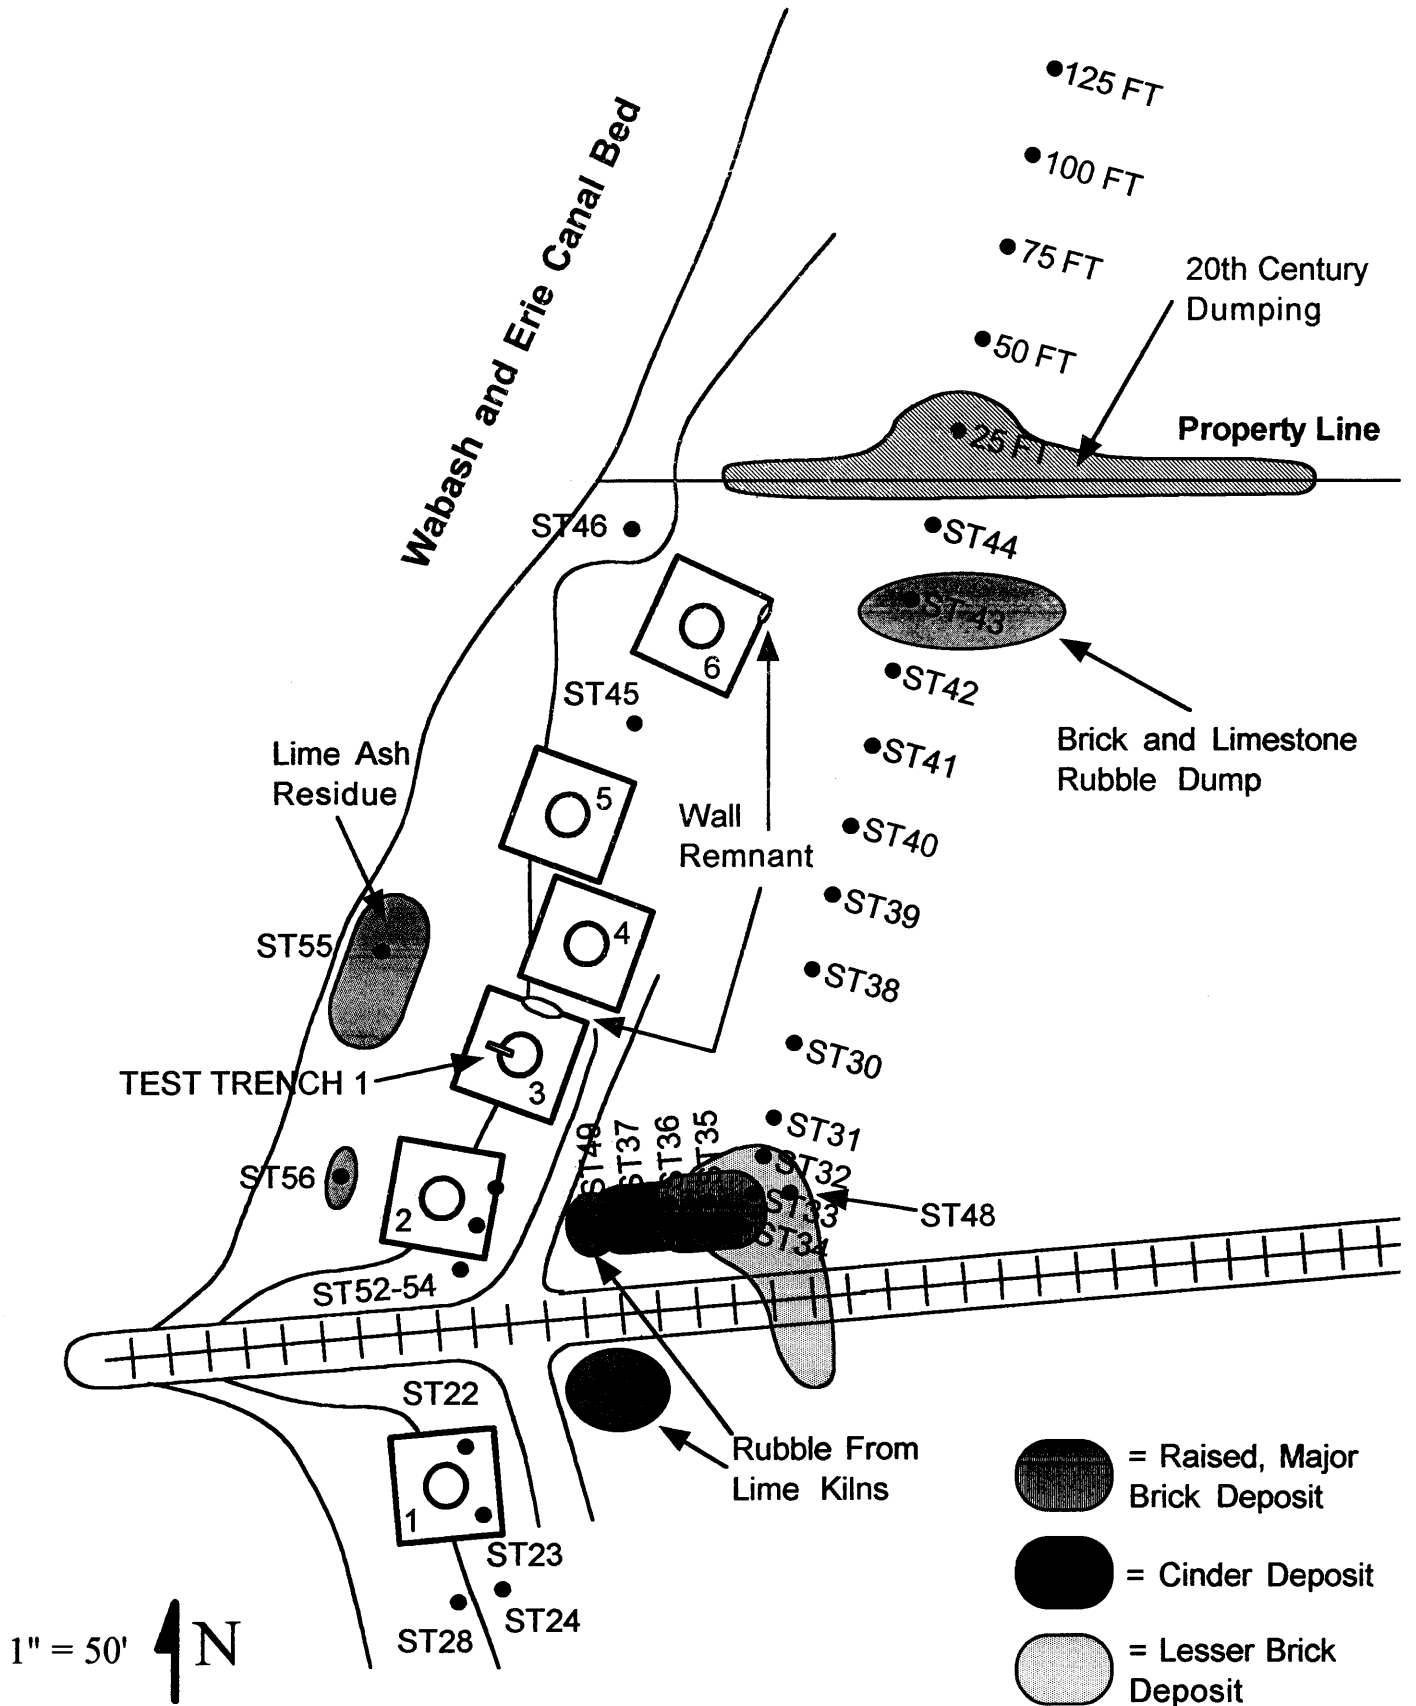 125 FT
100 FT
75 FT
50 FT
25 FT
Wabash and Erie Canal Bed
20th Century
Dumping
Property Line
ST46
ST44
ST 43
6
ST45
ST42
ST41
Brick and Limestone
Rubble Dump
Lime Ash
Residue
5
Wall
Remnant
ST40
ST39
4
ST55
ST38
ST30
TEST TRENCH 1
3
ST31
ST49
ST37
ST36
ST35
ST32
ST56
2
ST33
ST48
ST34
ST52-54
ST22
Rubble From
Lime Kilns
1
ST23
ST24
ST28
= Raised, Major
Brick Deposit
= Cinder Deposit
= Lesser Brick
Deposit
1" = 50'
N